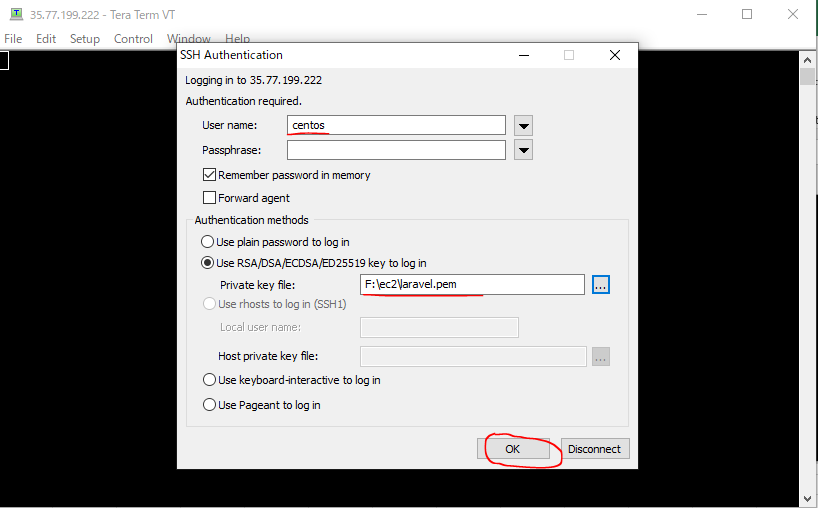 35.77.199.222 - Tera Term VT
File Edit Setup Control Window Help
SSH Authentication
Logging in to 35.77.199.222
Authentication required.
User name: centos
Passphrase:
Remember password in memory
Forward agent
Authentication methods
Use plain password to log in
Use RSA/DSA/ECDSA/ED25519 key to log in
Private key file: F:\ec2\laravel.pem ...
Use rhosts to log in (SSH1)
Local user name:
Host private key file: ...
Use keyboard-interactive to log in
Use Pageant to log in
OK Disconnect